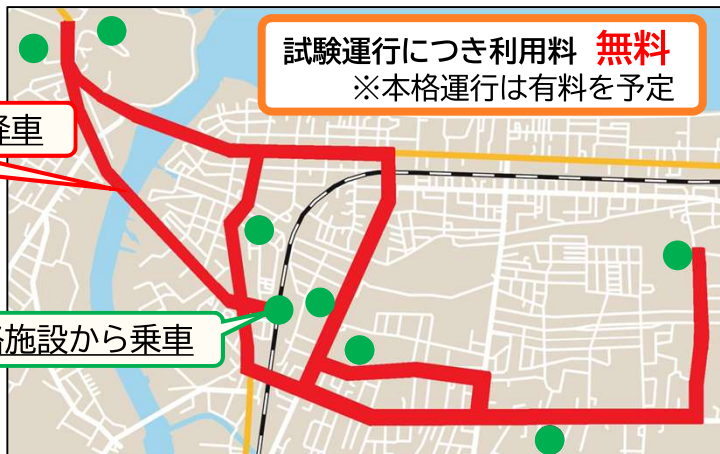 試験運行につき利用料 無料
※本格運行は有料を予定
降車
施設から乗車